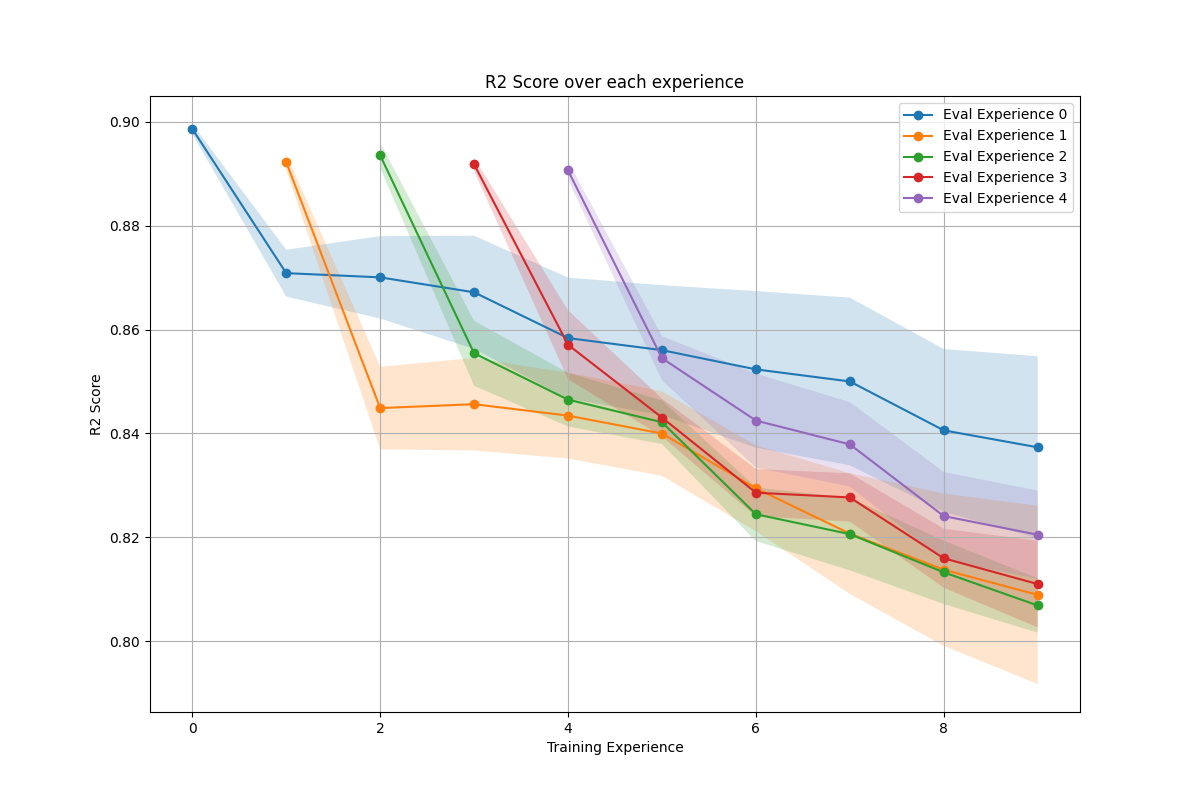 R2 Score over each experience
Eval Experience 0
Eval Experience 1
Eval Experience 2
Eval Experience 3
Eval Experience 4
R2 Score
0.90
0.88
0.86
0.84
0.82
0.80
0
2
4
6
8
Training Experience